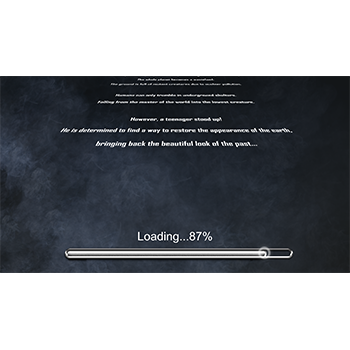 The whole planet becomes a wasteland.
The ground is full of mutant creatures due to nuclear pollution.
Humans can only tremble in underground shelters.
Falling from the master of the world into the lowest creature.
However, a teenager stood up!
He is determined to find a way to restore the appearance of the earth,
bringing back the beautiful look of the past...
Loading...87%